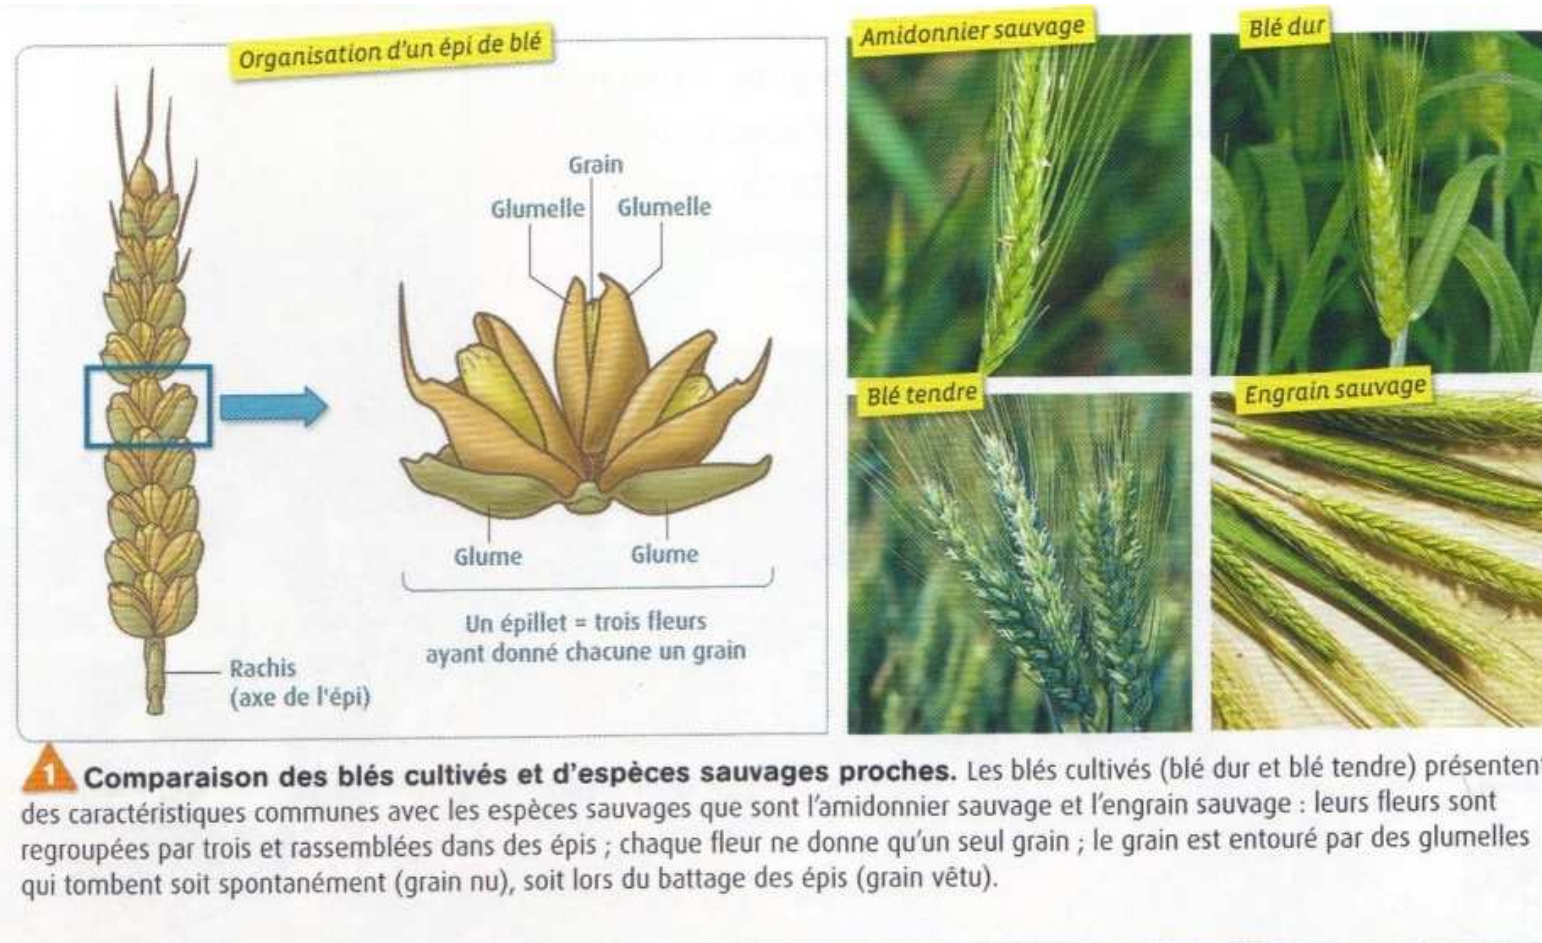 Organisation d'un épi de blé
Grain
Glumelle
Glumelle
Glume
Glume
Un épillet = trois fleurs
ayant donné chacune un grain
Rachis
(axe de l'épi)
Amidonnier sauvage
Blé dur
Blé tendre
Engrain sauvage
1 Comparaison des blés cultivés et d'espèces sauvages proches. Les blés cultivés (blé dur et blé tendre) présentent
des caractéristiques communes avec les espèces sauvages que sont l'amidonnier sauvage et l'engrain sauvage : leurs fleurs sont
regroupées par trois et rassemblées dans des épis ; chaque fleur ne donne qu'un seul grain ; le grain est entouré par des glumelles
qui tombent soit spontanément (grain nu), soit lors du battage des épis (grain vêtu).